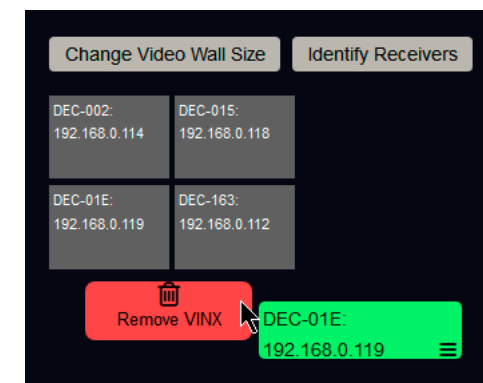 Change Video Wall Size
Identify Receivers
DEC-002:
192.168.0.114
DEC-015:
192.168.0.118
DEC-01E:
192.168.0.119
DEC-163:
192.168.0.112
Remove VINX
DEC-01E:
192.168.0.119